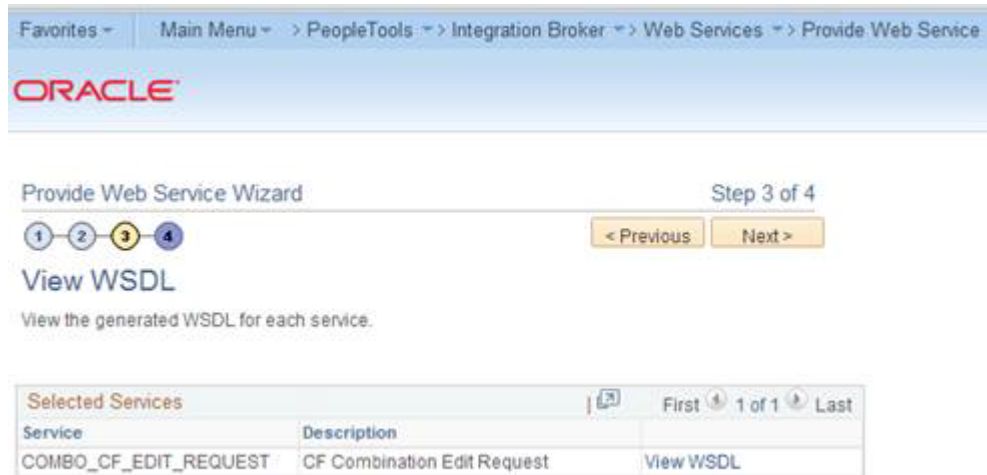 Favorites Main Menu > PeopleTools > Integration Broker > Web Services > Provide Web Service
ORACLE
Provide Web Service Wizard Step 3 of 4
1 2 3 4 < Previous Next >
View WSDL
View the generated WSDL for each service.
Selected Services | First 1 of 1 Last
Service Description
COMBO_CF_EDIT_REQUEST CF Combination Edit Request View WSDL